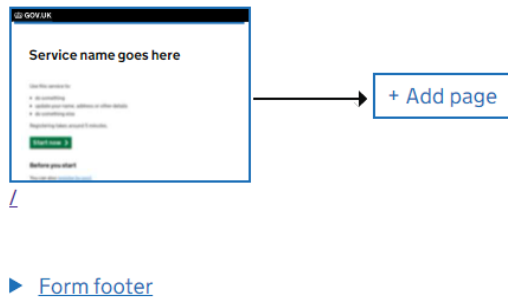 GOV.UK
Service name goes here
Use this service to:
• do something
• update your name, address or other details
• do something else
Registering takes around 5 minutes.
Start now
+ Add page
Before you start
/
Form footer